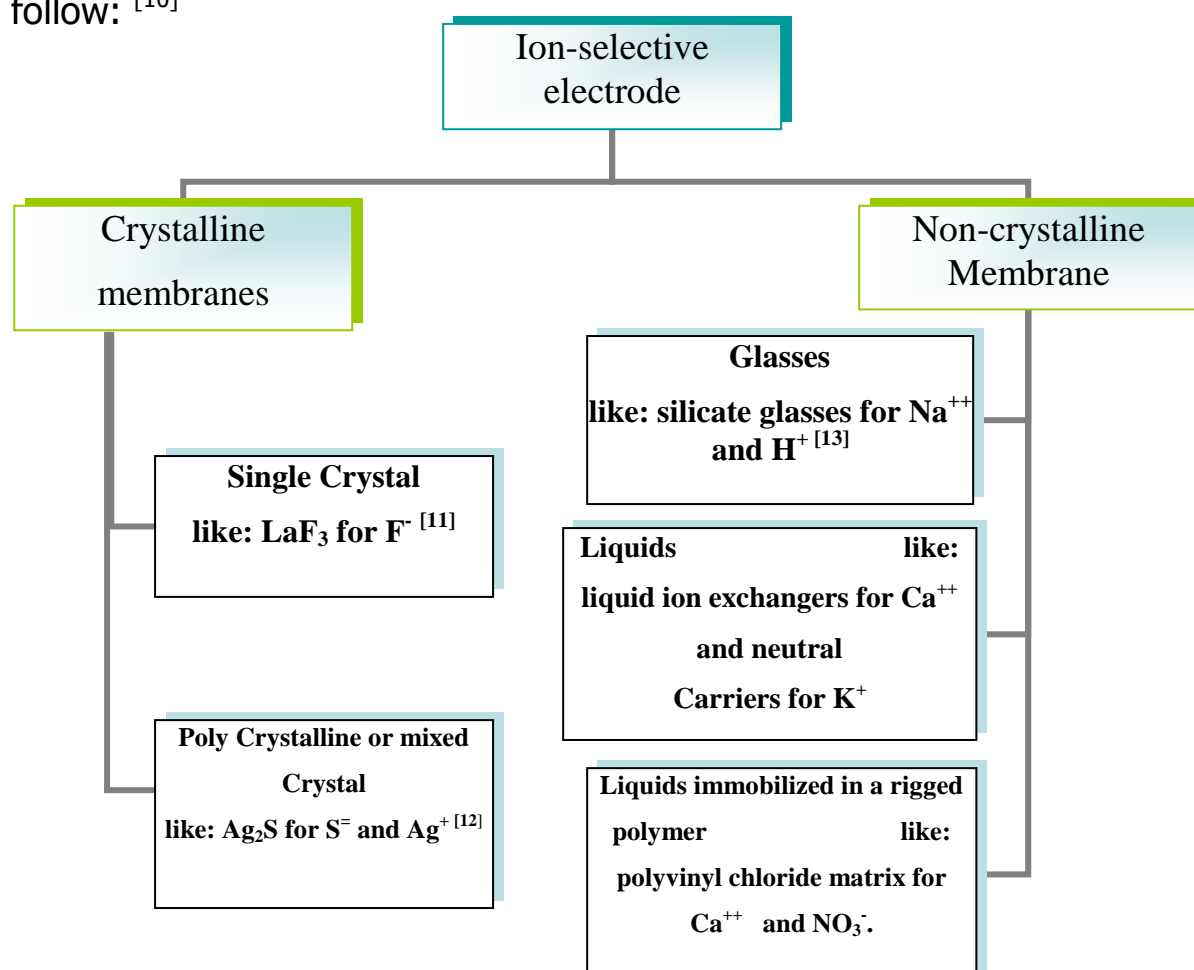 follow: [10]
Ion-selective
electrode
Crystalline
membranes
Non-crystalline
Membrane
Single Crystal
like: LaF₃ for F⁻ [11]
Poly Crystalline or mixed
Crystal
like: Ag₂S for S⁼ and Ag⁺ [12]
Glasses
like: silicate glasses for Na⁺⁺
and H⁺ [13]
Liquids like:
liquid ion exchangers for Ca⁺⁺
and neutral
Carriers for K⁺
Liquids immobilized in a rigged
polymer like:
polyvinyl chloride matrix for
Ca⁺⁺ and NO₃⁻.